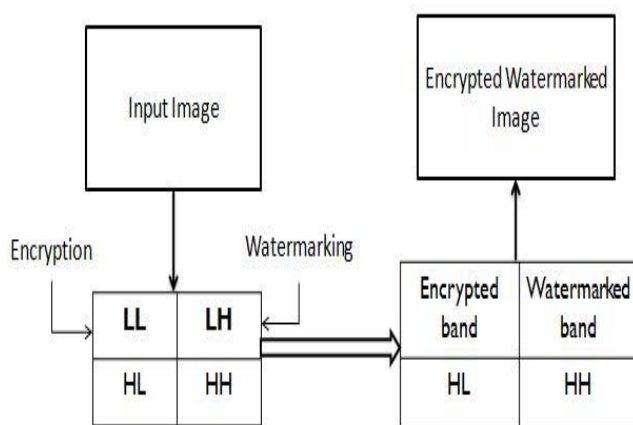 Input Image
Encrypted Watermarked
Image
Encryption
Watermarking
LL LH
HL HH
Encrypted Watermarked
band band
HL HH